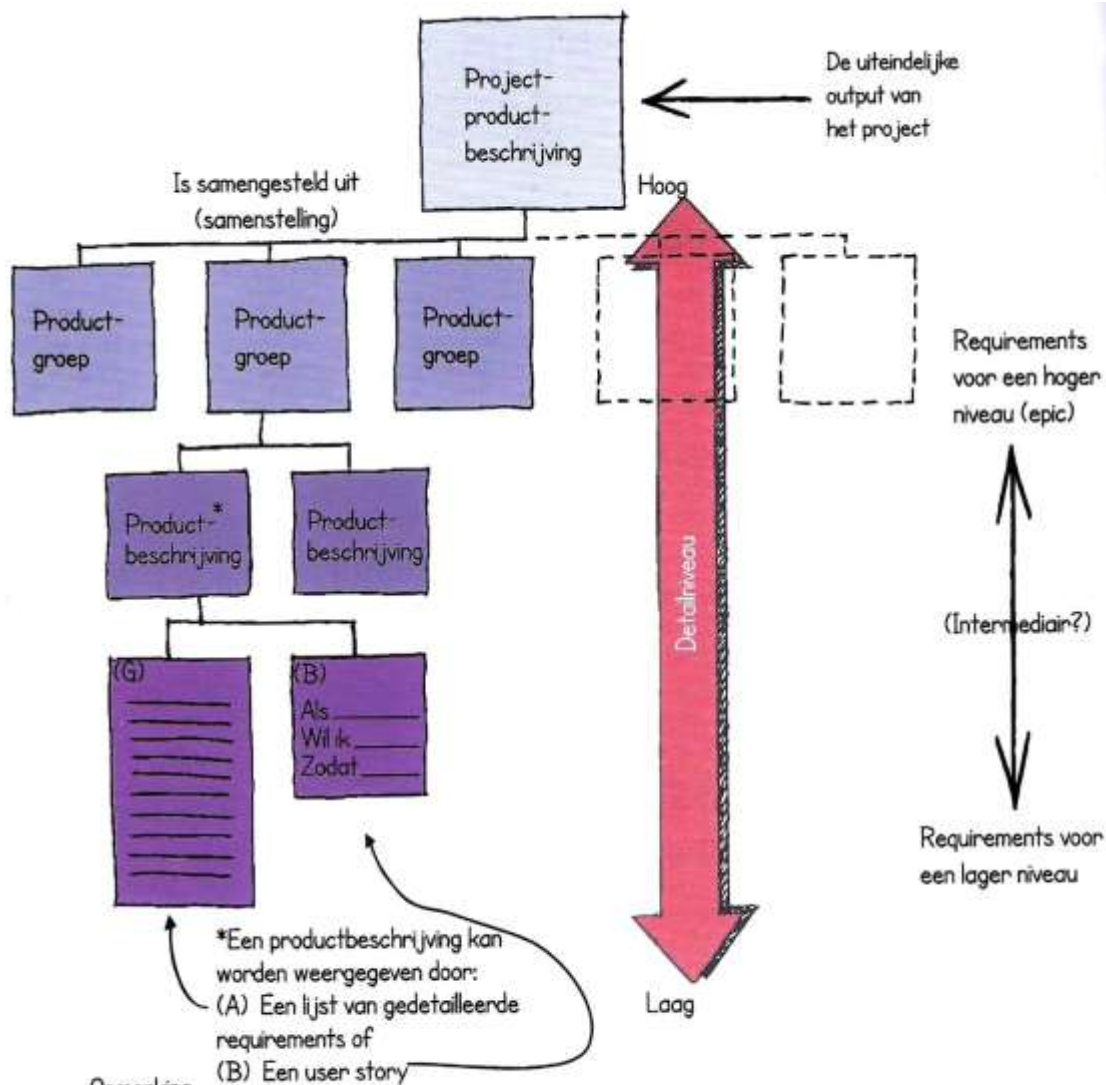 Project-
product-
beschrijving
De uiteindelijke
output van
het project
Is samengesteld uit
(samenstelling)
Hoog
Product-
groep
Product-
groep
Product-
groep
Requirements
voor een hoger
niveau (epic)
Product-*
beschrijving
Product-
beschrijving
Detailniveau
(Intermediair?)
(G)
(B)
Als
Wil ik
Zodat
Requirements voor
een lager niveau
*Een productbeschrijving kan
worden weergegeven door:
(A) Een lijst van gedetailleerde
requirements of
(B) Een user story
Laag